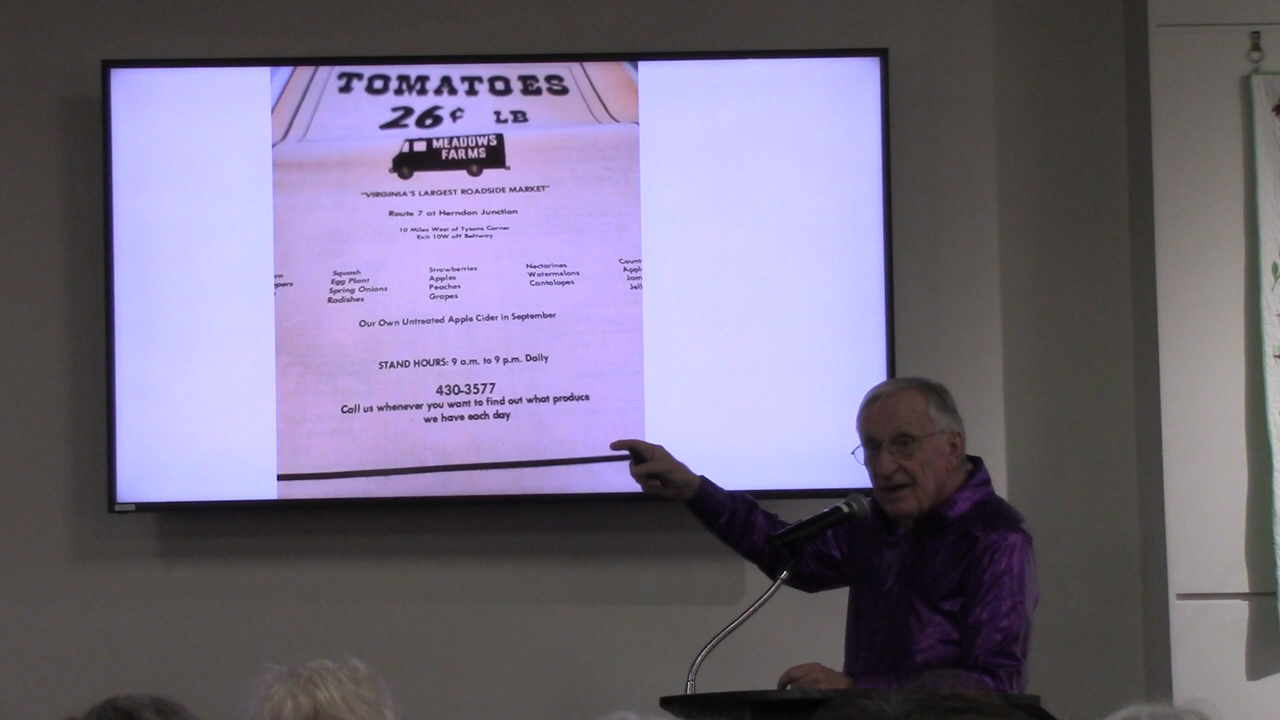 TOMATOES
26¢ LB
MEADOWS
FARMS
"VIRGINIA'S LARGEST ROADSIDE MARKET"
Route 7 at Herndon Junction
10 Miles West of Tysons Corner
Exit 10W off Beltway
Squash
Egg Plant
Spring Onions
Radishes
Strawberries
Apples
Peaches
Grapes
Nectarines
Watermelons
Cantalopes
Our Own Untreated Apple Cider in September
STAND HOURS: 9 a.m. to 9 p.m. Daily
430-3577
Call us whenever you want to find out what produce
we have each day